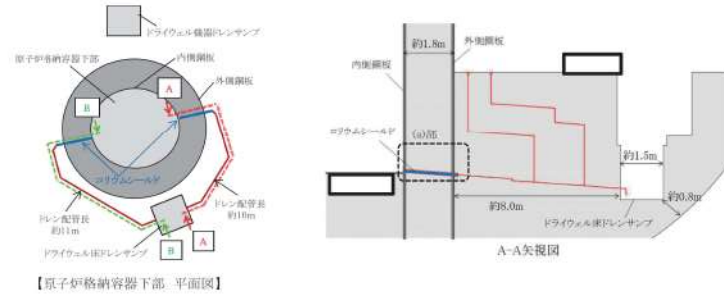 ドライウェル機器ドレンサンプ
原子炉格納容器下部
内側鋼板
外側鋼板
A
B
コリウムシールド
ドレン配管長
約11m
ドレン配管長
約10m
ドライウェル床ドレンサンプ
B
A
【原子炉格納容器下部 平面図】
約1.8m
外側鋼板
内側鋼板
(a)部
コリウムシールド
約1.5m
約8.0m
約0.8m
ドライウェル床ドレンサンプ
A-A矢視図